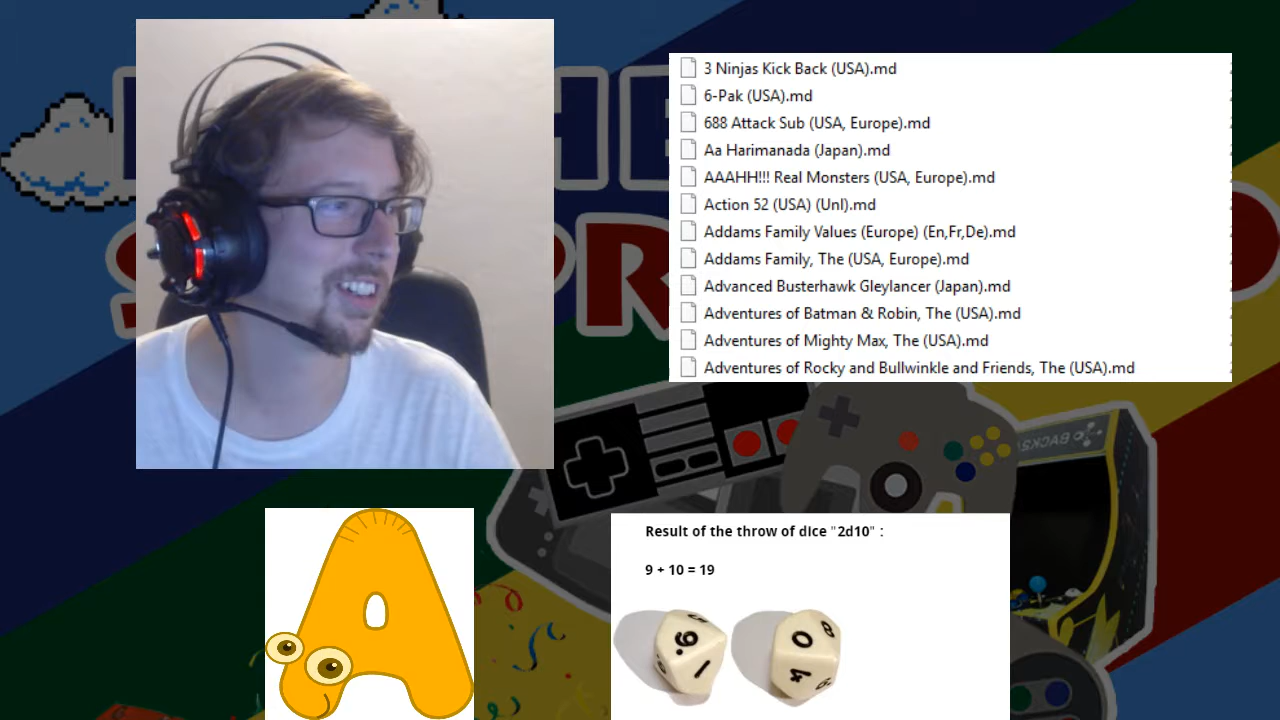 3 Ninjas Kick Back (USA).md
6-Pak (USA).md
688 Attack Sub (USA, Europe).md
Aa Harimanada (Japan).md
AAAHH!!! Real Monsters (USA, Europe).md
Action 52 (USA) (Unl).md
Addams Family Values (Europe) (En,Fr,De).md
Addams Family, The (USA, Europe).md
Advanced Busterhawk Gleylancer (Japan).md
Adventures of Batman & Robin, The (USA).md
Adventures of Mighty Max, The (USA).md
Adventures of Rocky and Bullwinkle and Friends, The (USA).md
A
Result of the throw of dice "2d10" :
9 + 10 = 19